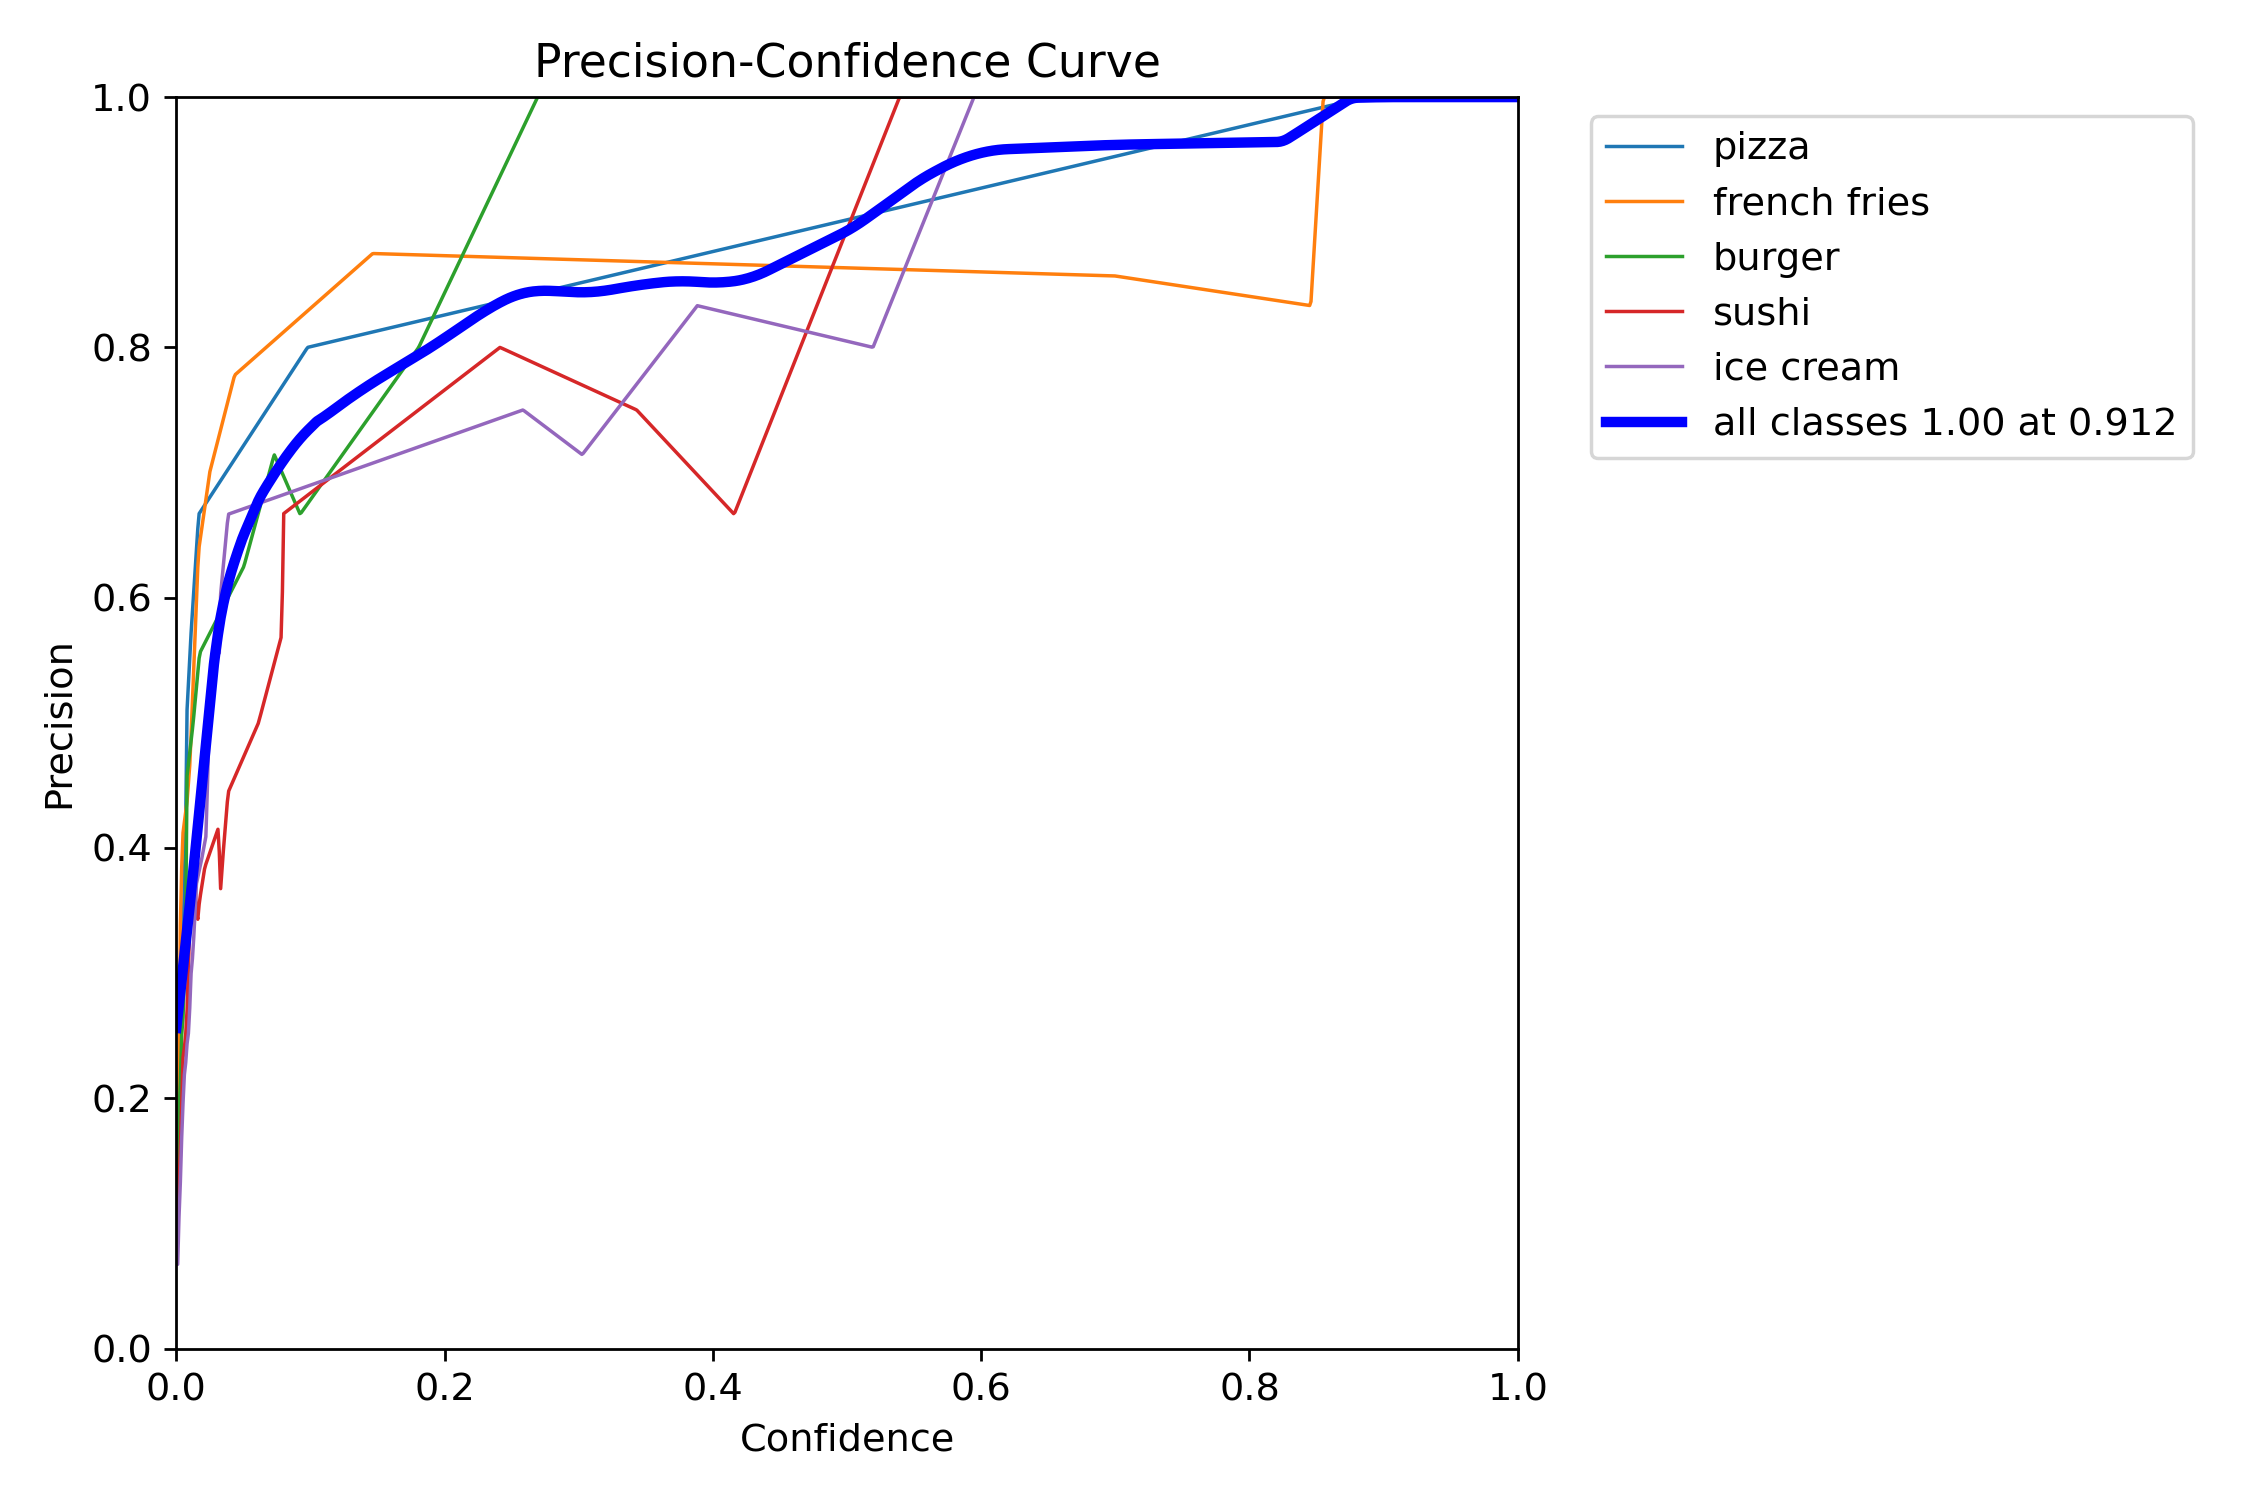 Precision-Confidence Curve
1.0
0.8
0.6
0.4
0.2
0.0
Precision
0.0 0.2 0.4 0.6 0.8 1.0
Confidence
pizza
french fries
burger
sushi
ice cream
all classes 1.00 at 0.912